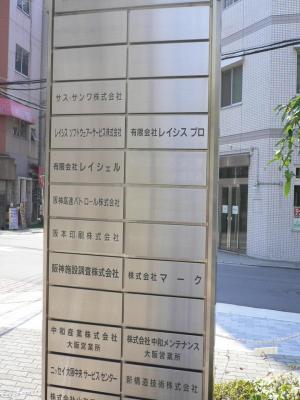 サス・サンワ株式会社
レイシス ソフトウェアーサービス株式会社
有限会社 レイシス プロ
有限会社 レイシェル
阪神高速パトロール株式会社
阪本印刷株式会社
阪神施設調査株式会社
株式会社 マーク
中和産業株式会社
大阪営業所
株式会社 中和メンテナンス
大阪営業所
ニッセイ大阪中央サービスセンター
新構造技術株式会社